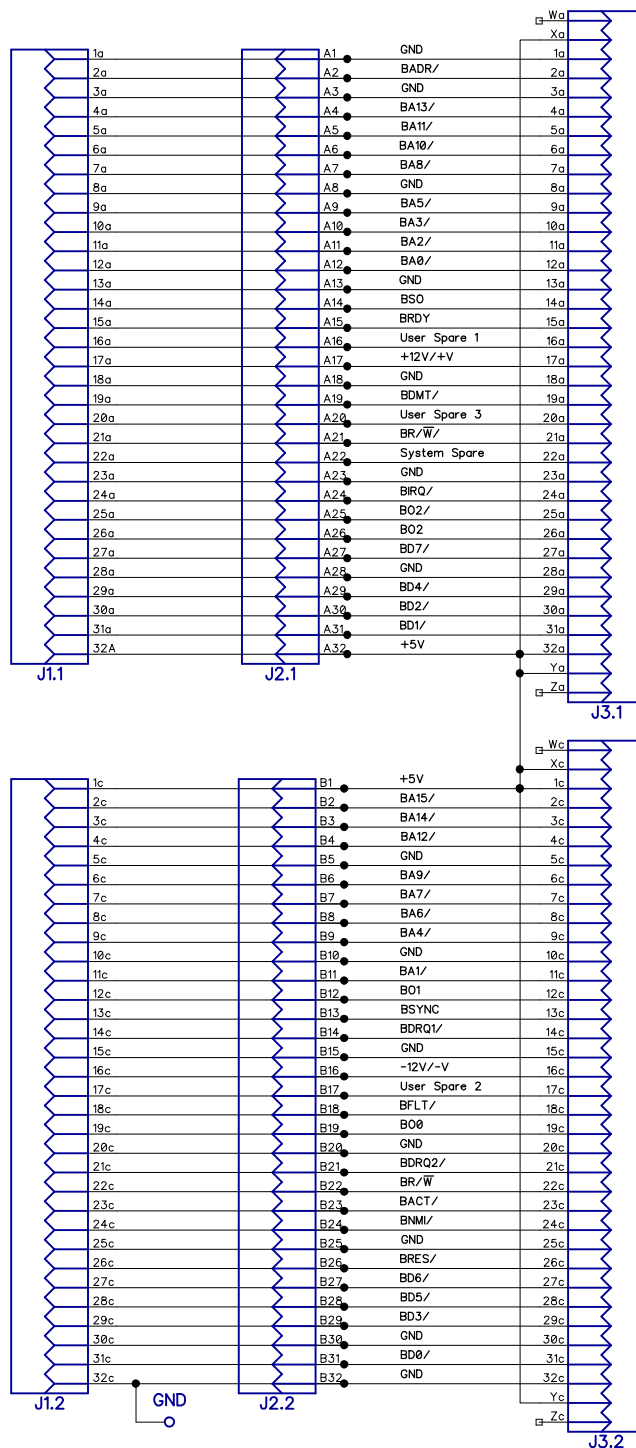 Wa
Xa
1a A1 GND 1a
2a A2 BADR/ 2a
3a A3 GND 3a
4a A4 BA13/ 4a
5a A5 BA11/ 5a
6a A6 BA10/ 6a
7a A7 BA8/ 7a
8a A8 GND 8a
9a A9 BA5/ 9a
10a A10 BA3/ 10a
11a A11 BA2/ 11a
12a A12 BA0/ 12a
13a A13 GND 13a
14a A14 BSO 14a
15a A15 BRDY 15a
16a A16 User Spare 1 16a
17a A17 +12V/+V 17a
18a A18 GND 18a
19a A19 BDMT/ 19a
20a A20 User Spare 3 20a
21a A21 BR/W̅/ 21a
22a A22 System Spare 22a
23a A23 GND 23a
24a A24 BIRQ/ 24a
25a A25 BO2/ 25a
26a A26 BO2 26a
27a A27 BD7/ 27a
28a A28 GND 28a
29a A29 BD4/ 29a
30a A30 BD2/ 30a
31a A31 BD1/ 31a
32A A32 +5V 32a
Ya
Za
J1.1 J2.1 J3.1
Wc
Xc
1c B1 +5V 1c
2c B2 BA15/ 2c
3c B3 BA14/ 3c
4c B4 BA12/ 4c
5c B5 GND 5c
6c B6 BA9/ 6c
7c B7 BA7/ 7c
8c B8 BA6/ 8c
9c B9 BA4/ 9c
10c B10 GND 10c
11c B11 BA1/ 11c
12c B12 BO1 12c
13c B13 BSYNC 13c
14c B14 BDRQ1/ 14c
15c B15 GND 15c
16c B16 -12V/-V 16c
17c B17 User Spare 2 17c
18c B18 BFLT/ 18c
19c B19 BO0 19c
20c B20 GND 20c
21c B21 BDRQ2/ 21c
22c B22 BR/W̅ 22c
23c B23 BACT/ 23c
24c B24 BNMI/ 24c
25c B25 GND 25c
26c B26 BRES/ 26c
27c B27 BD6/ 27c
28c B28 BD5/ 28c
29c B29 BD3/ 29c
30c B30 GND 30c
31c B31 BD0/ 31c
32c B32 GND 32c
Yc
Zc
J1.2 GND J2.2 J3.2